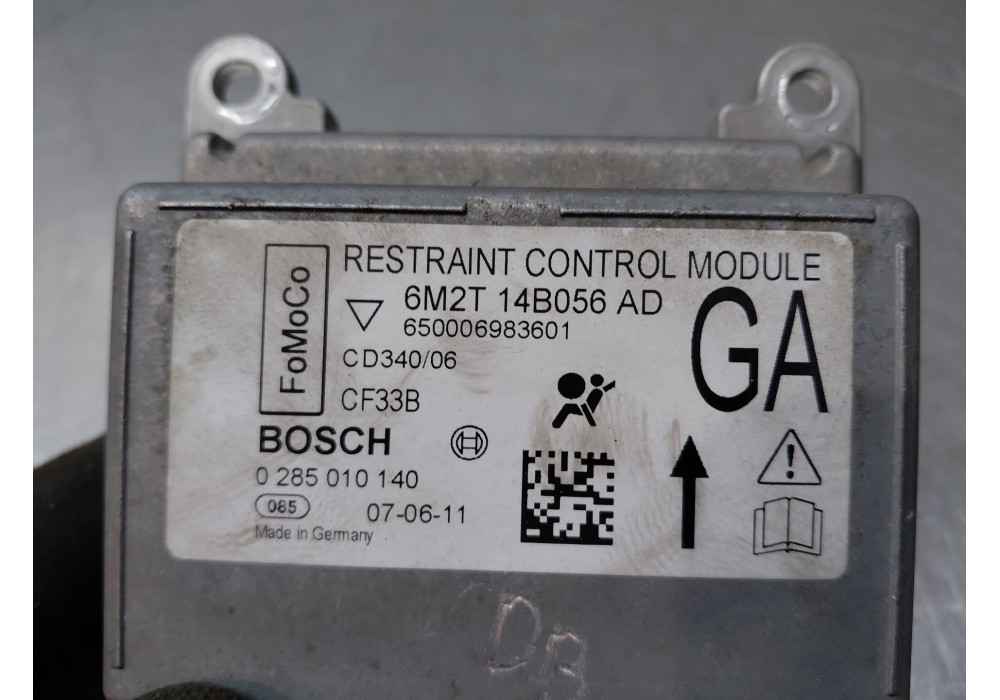 FoMoCo
RESTRAINT CONTROL MODULE
6M2T 14B056 AD
650006983601
GA
CD340/06
CF33B
BOSCH
0 285 010 140
085
07-06-11
Made in Germany